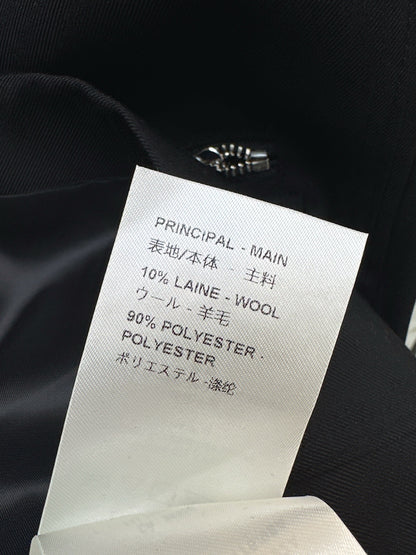 PRINCIPAL - MAIN
表地/本体 - 主料
10% LAINE - WOOL
ウール - 羊毛
90% POLYESTER -
POLYESTER
ポリエステル -涤纶